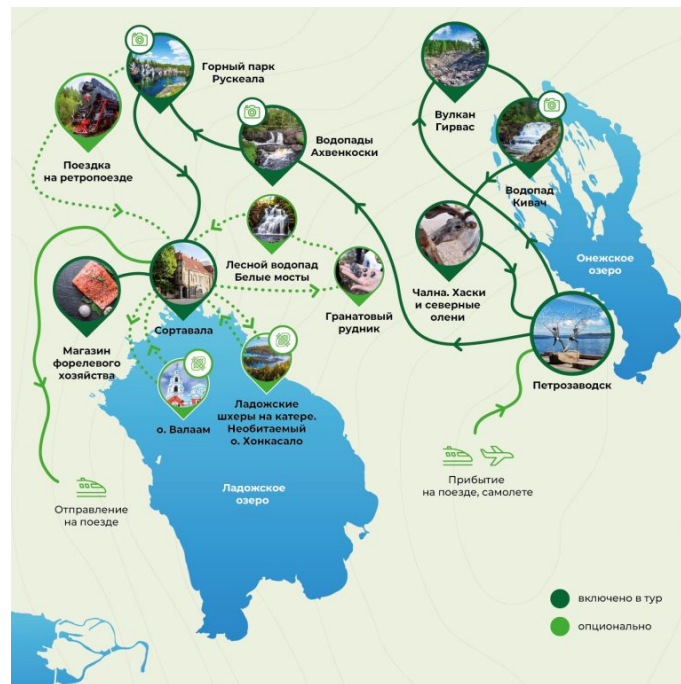 Горный парк
Рускеала
Вулкан
Гирвас
Водопады
Ахвенкоски
Поездка
на ретропоезде
Водопад
Кивач
Лесной водопад
Белые мосты
Гранатовый
рудник
Чална. Хаски
и северные
олени
Онежское
озеро
Сортавала
Магазин
форелевого
хозяйства
Петрозаводск
о. Валаам
Ладожские
шхеры на катере.
Необитаемый
о. Хонкасало
Ладожское
озеро
Отправление
на поезде
Прибытие
на поезде, самолете
включено в тур
опционально